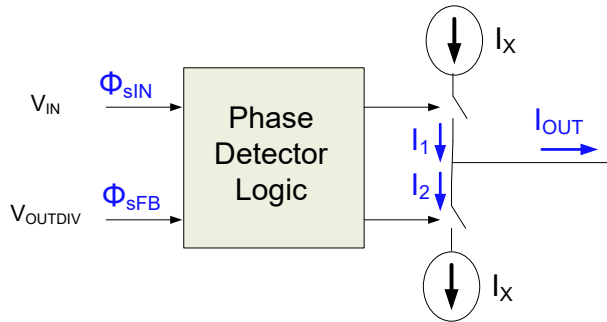 I_X
Φ_sIN
V_IN
Phase
Detector
Logic
I_1
I_OUT
I_2
Φ_sFB
V_OUTDIV
I_X